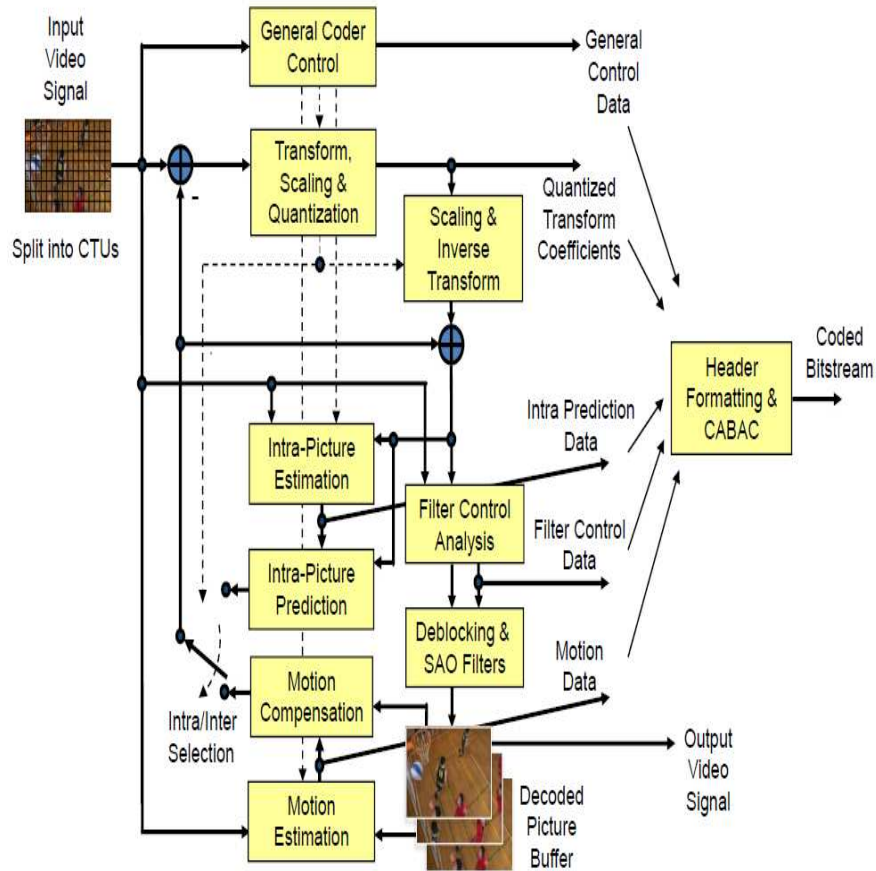 Input
Video
Signal
Split into CTUs
General Coder
Control
Transform,
Scaling &
Quantization
-
Scaling &
Inverse
Transform
Intra-Picture
Estimation
Intra-Picture
Prediction
Filter Control
Analysis
Deblocking &
SAO Filters
Motion
Compensation
Intra/Inter
Selection
Motion
Estimation
Decoded
Picture
Buffer
General
Control
Data
Quantized
Transform
Coefficients
Intra Prediction
Data
Filter Control
Data
Motion
Data
Header
Formatting &
CABAC
Coded
Bitstream
Output
Video
Signal